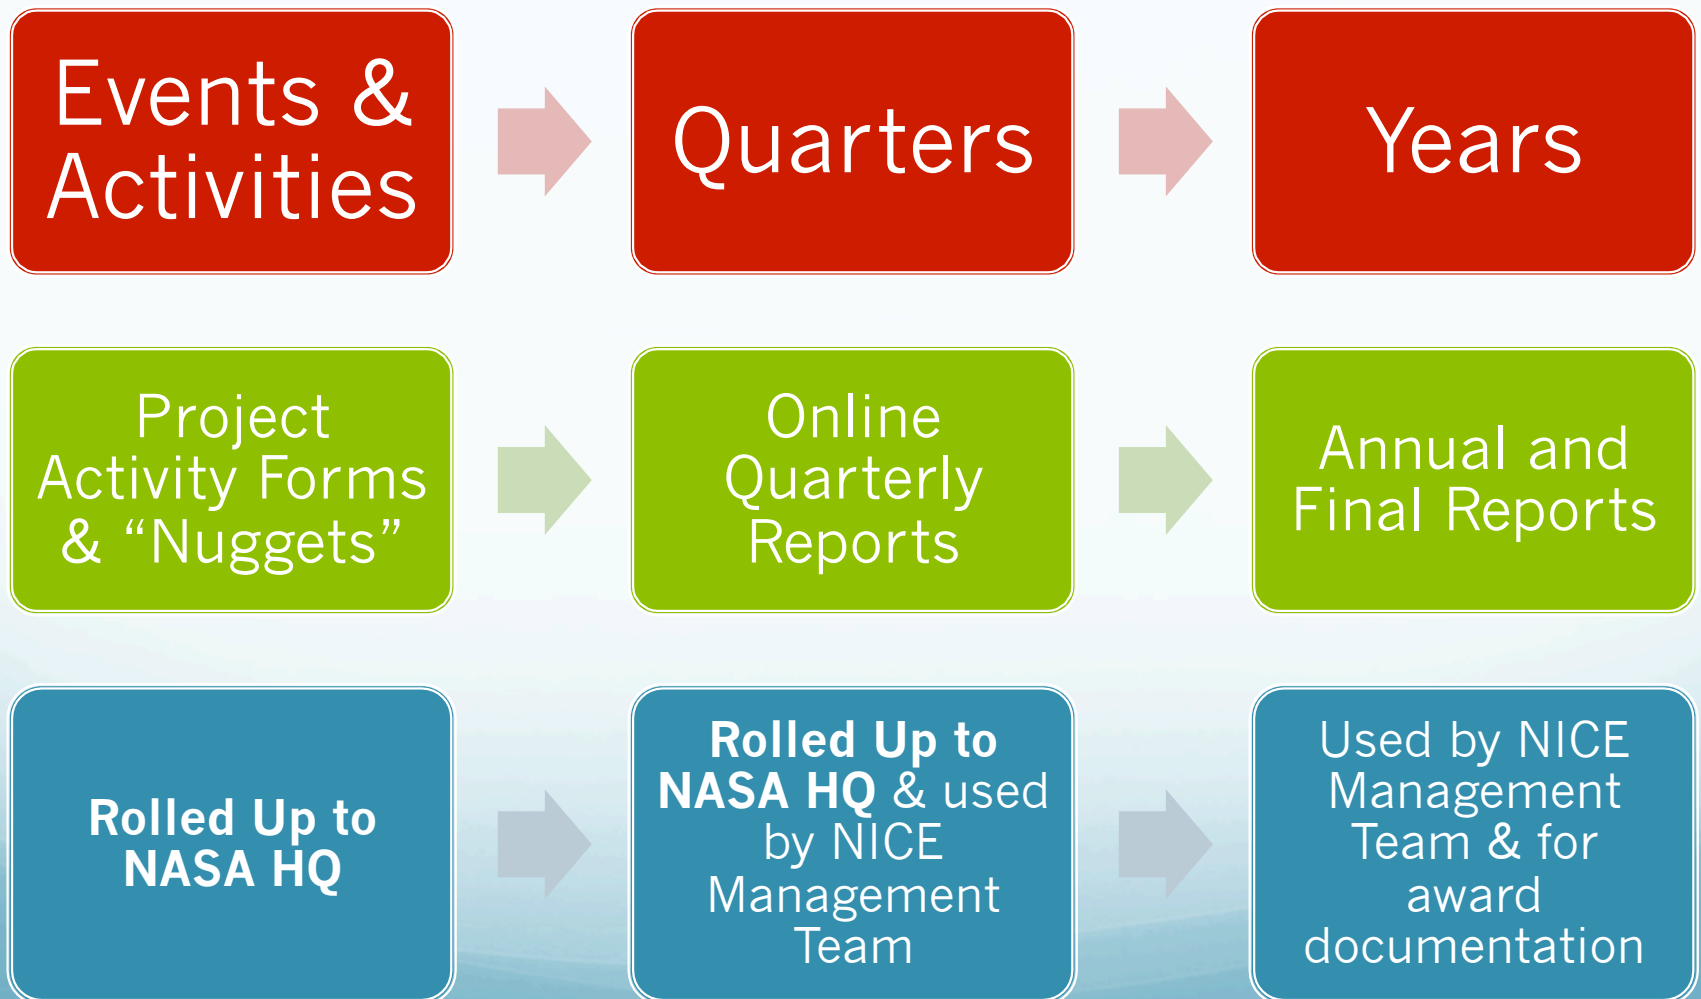 Events &
Activities
Quarters
Years
Project
Activity Forms
& “Nuggets”
Online
Quarterly
Reports
Annual and
Final Reports
Rolled Up to
NASA HQ
Rolled Up to
NASA HQ & used
by NICE
Management
Team
Used by NICE
Management
Team & for
award
documentation